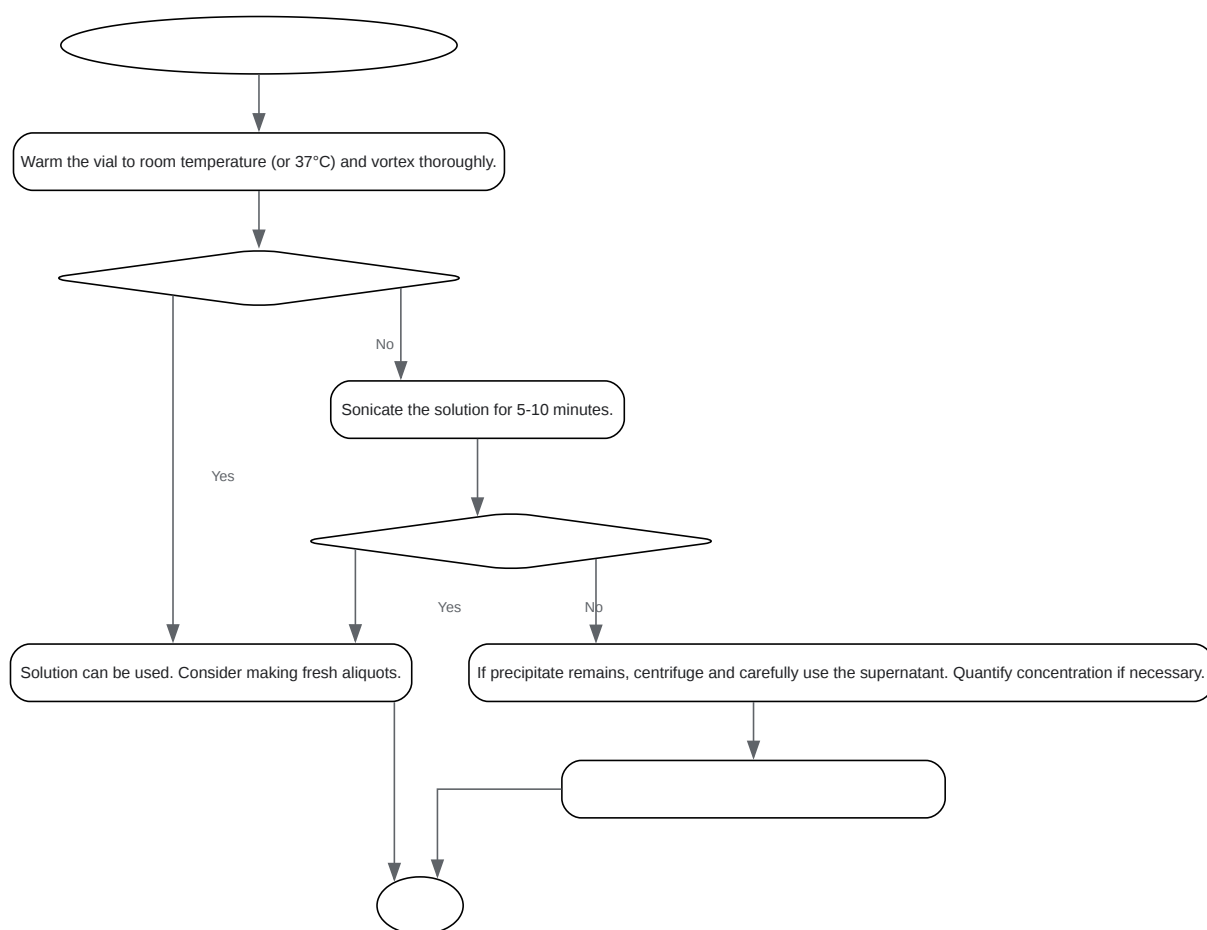 Warm the vial to room temperature (or 37°C) and vortex thoroughly.
No
Sonicate the solution for 5-10 minutes.
Yes
Yes
No
Solution can be used. Consider making fresh aliquots.
If precipitate remains, centrifuge and carefully use the supernatant. Quantify concentration if necessary.